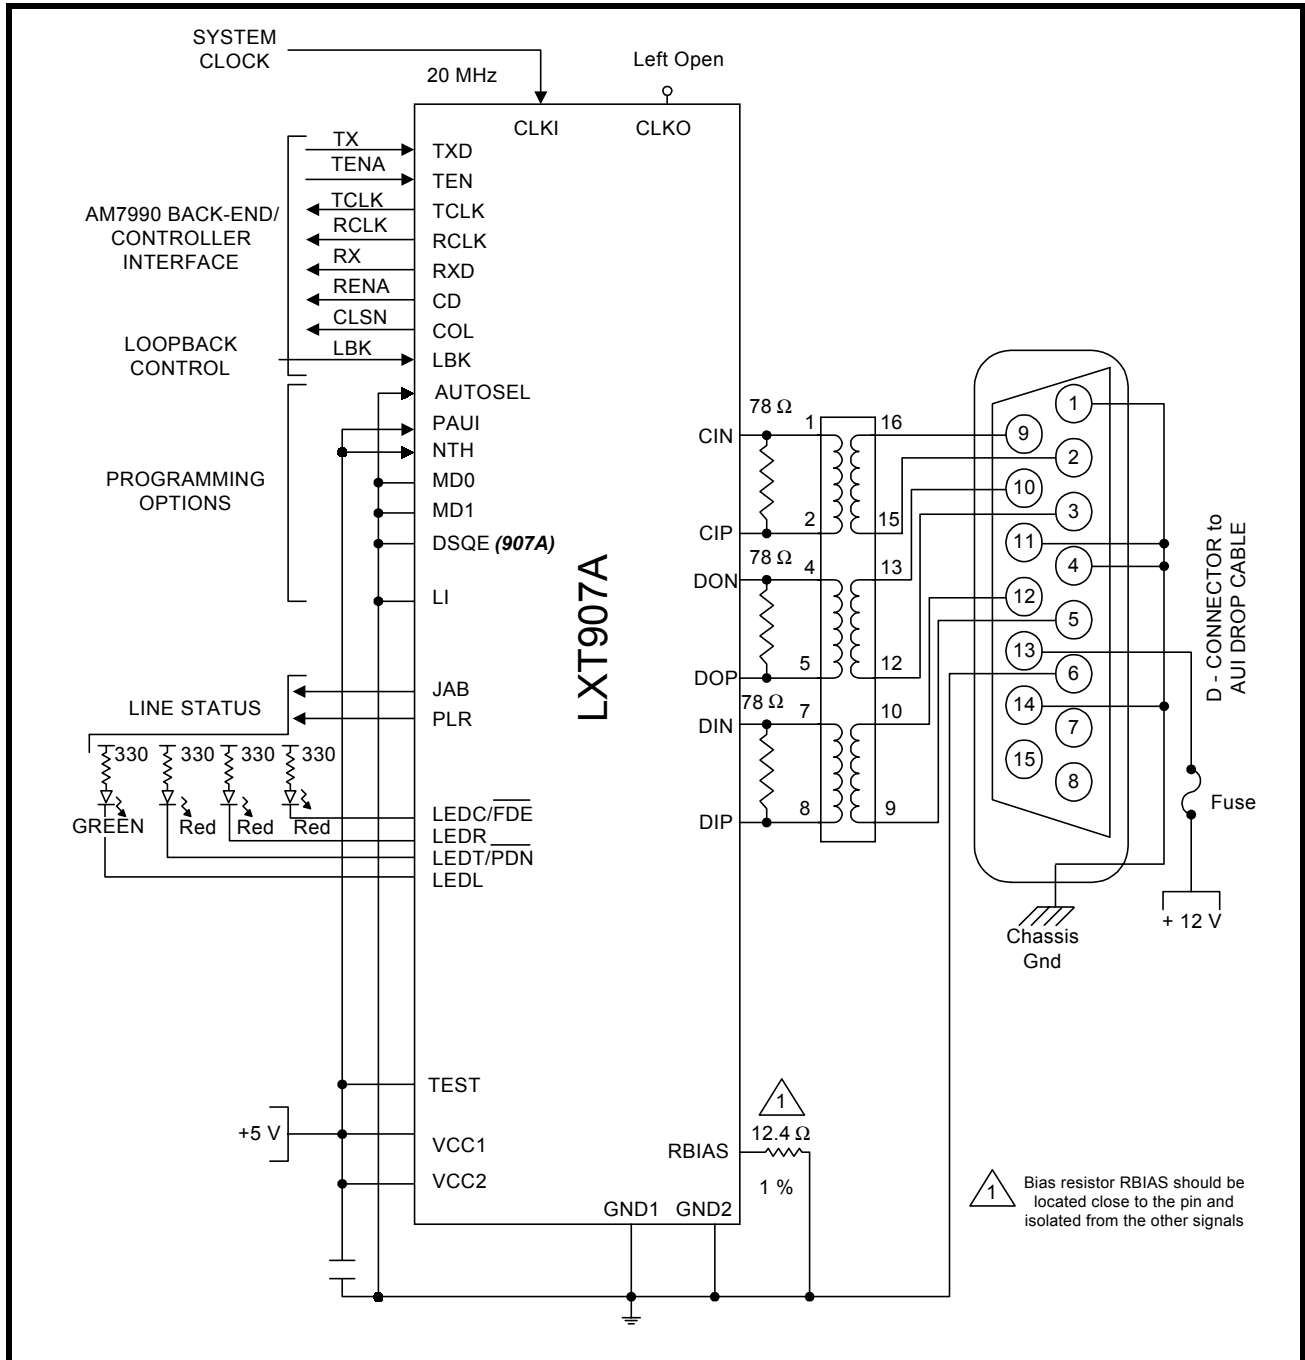 SYSTEM
CLOCK
20 MHz
Left Open
CLKI
CLKO
TX
TENA
TCLK
RCLK
RX
RENA
CLSN
LBK
AM7990 BACK-END/
CONTROLLER
INTERFACE
LOOPBACK
CONTROL
PROGRAMMING
OPTIONS
TXD
TEN
TCLK
RCLK
RXD
CD
COL
LBK
AUTOSEL
PAUI
NTH
MD0
MD1
DSQE (907A)
LI
LXT907A
LINE STATUS
JAB
PLR
330
330
330
330
GREEN
Red
Red
Red
LEDC/FDE
LEDR
LEDT/PDN
LEDL
TEST
+5 V
VCC1
VCC2
GND1
GND2
CIN
CIP
DON
DOP
DIN
DIP
78 Ω
78 Ω
78 Ω
1
2
4
5
7
8
16
15
13
12
10
9
1
9
2
10
3
11
4
12
5
13
6
14
7
15
8
D - CONNECTOR to
AUI DROP CABLE
Fuse
+ 12 V
Chassis
Gnd
1
12.4 Ω
RBIAS
1 %
1
Bias resistor RBIAS should be
located close to the pin and
isolated from the other signals